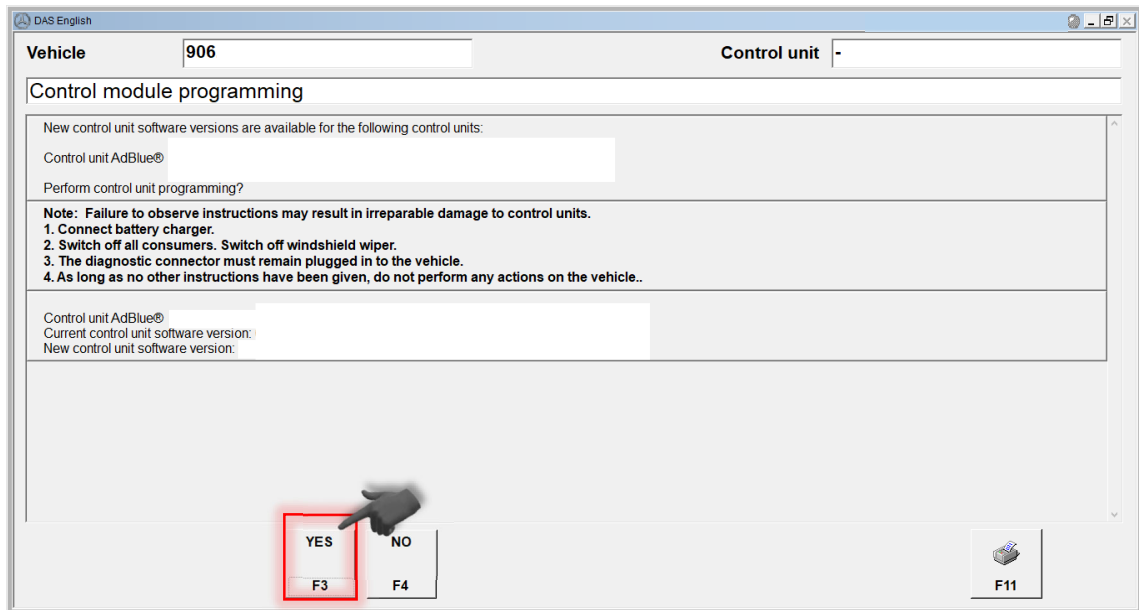 DAS English
Vehicle 906 Control unit -
Control module programming
New control unit software versions are available for the following control units:
Control unit AdBlue®
Perform control unit programming?
Note: Failure to observe instructions may result in irreparable damage to control units.
1. Connect battery charger.
2. Switch off all consumers. Switch off windshield wiper.
3. The diagnostic connector must remain plugged in to the vehicle.
4. As long as no other instructions have been given, do not perform any actions on the vehicle..
Control unit AdBlue®
Current control unit software version:
New control unit software version:
YES NO
F3 F4 F11